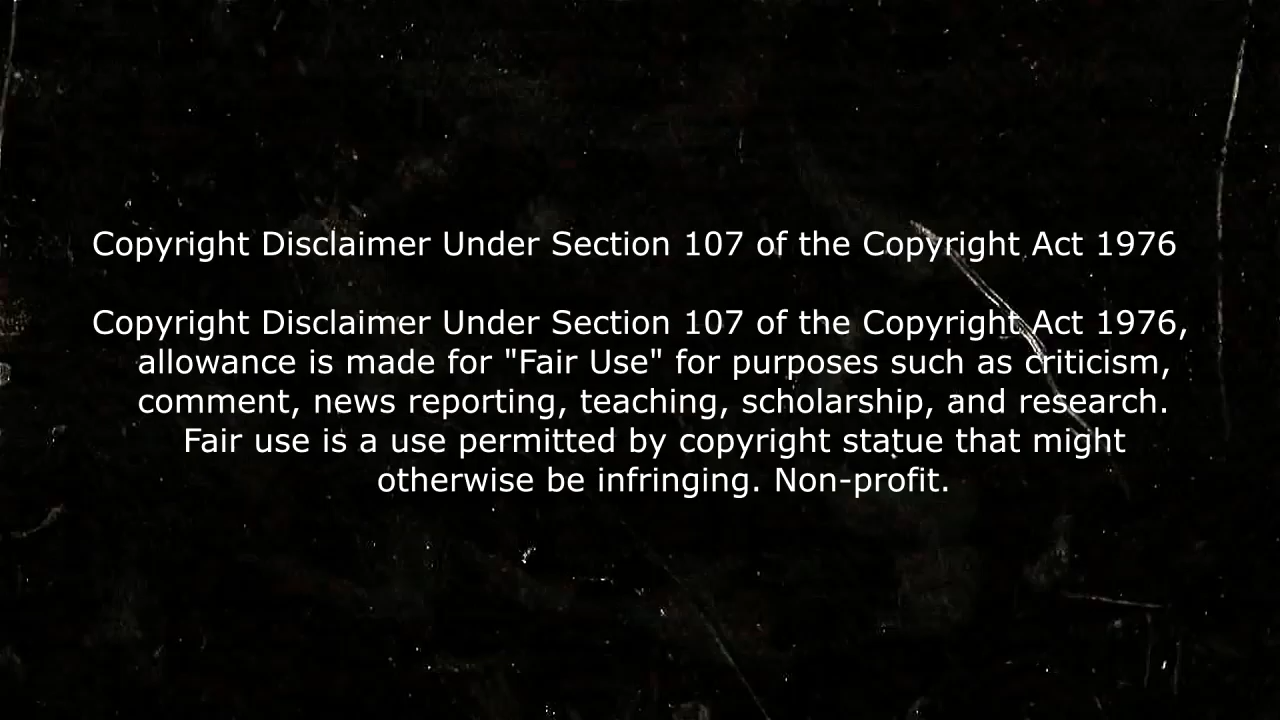 Copyright Disclaimer Under Section 107 of the Copyright Act 1976
Copyright Disclaimer Under Section 107 of the Copyright Act 1976,
allowance is made for "Fair Use" for purposes such as criticism,
comment, news reporting, teaching, scholarship, and research.
Fair use is a use permitted by copyright statue that might
otherwise be infringing. Non-profit.